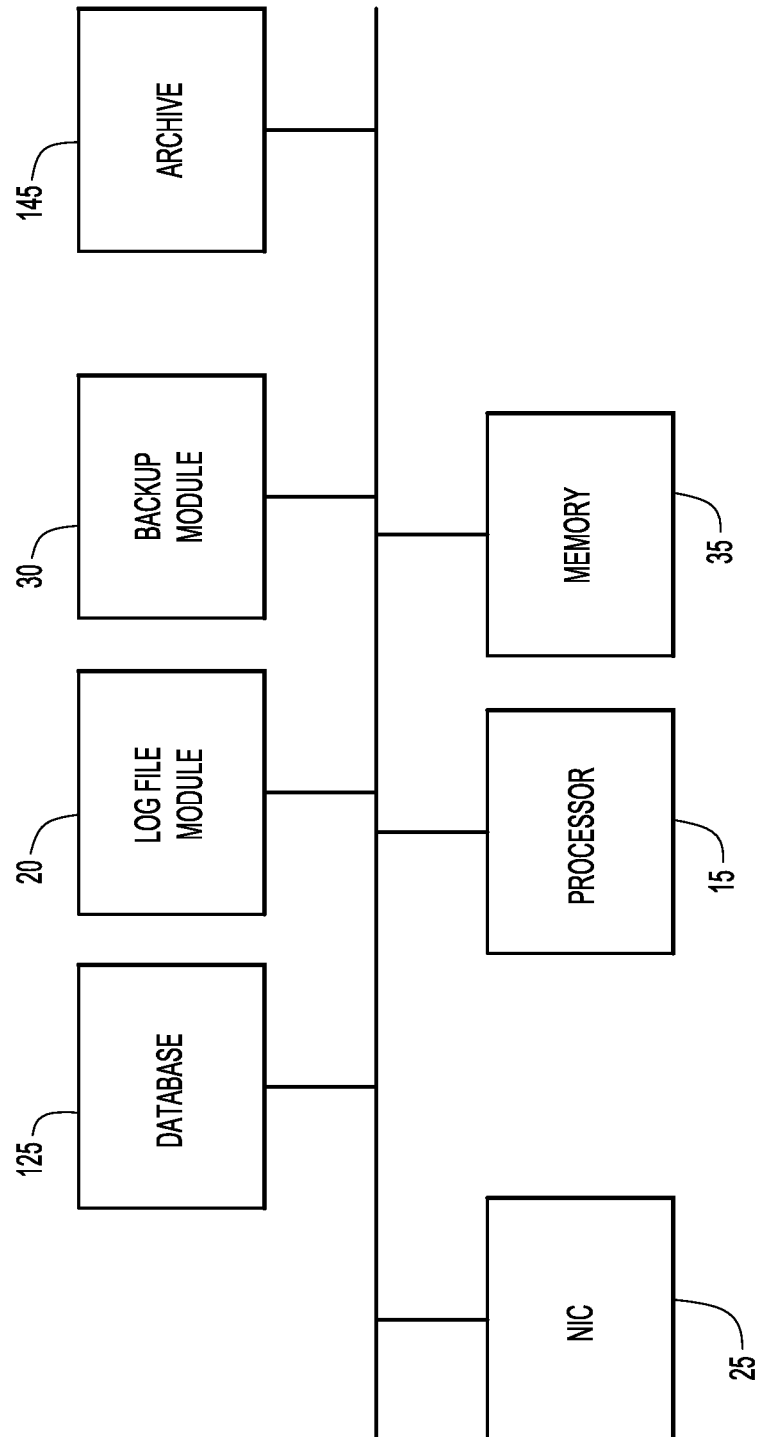 125
DATABASE
20
LOG FILE
MODULE
30
BACKUP
MODULE
145
ARCHIVE
NIC
25
PROCESSOR
15
MEMORY
35